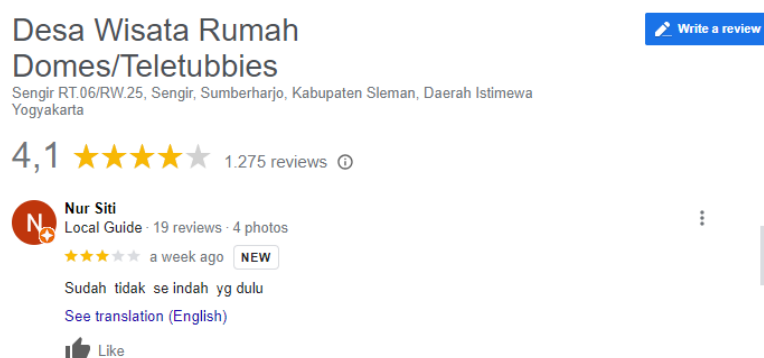 Desa Wisata Rumah
Domes/Teletubbies
Write a review
Sengir RT.06/RW.25, Sengir, Sumberharjo, Kabupaten Sleman, Daerah Istimewa
Yogyakarta
4,1 1.275 reviews
N
Nur Siti
Local Guide · 19 reviews · 4 photos
a week ago NEW
Sudah tidak se indah yg dulu
See translation (English)
Like